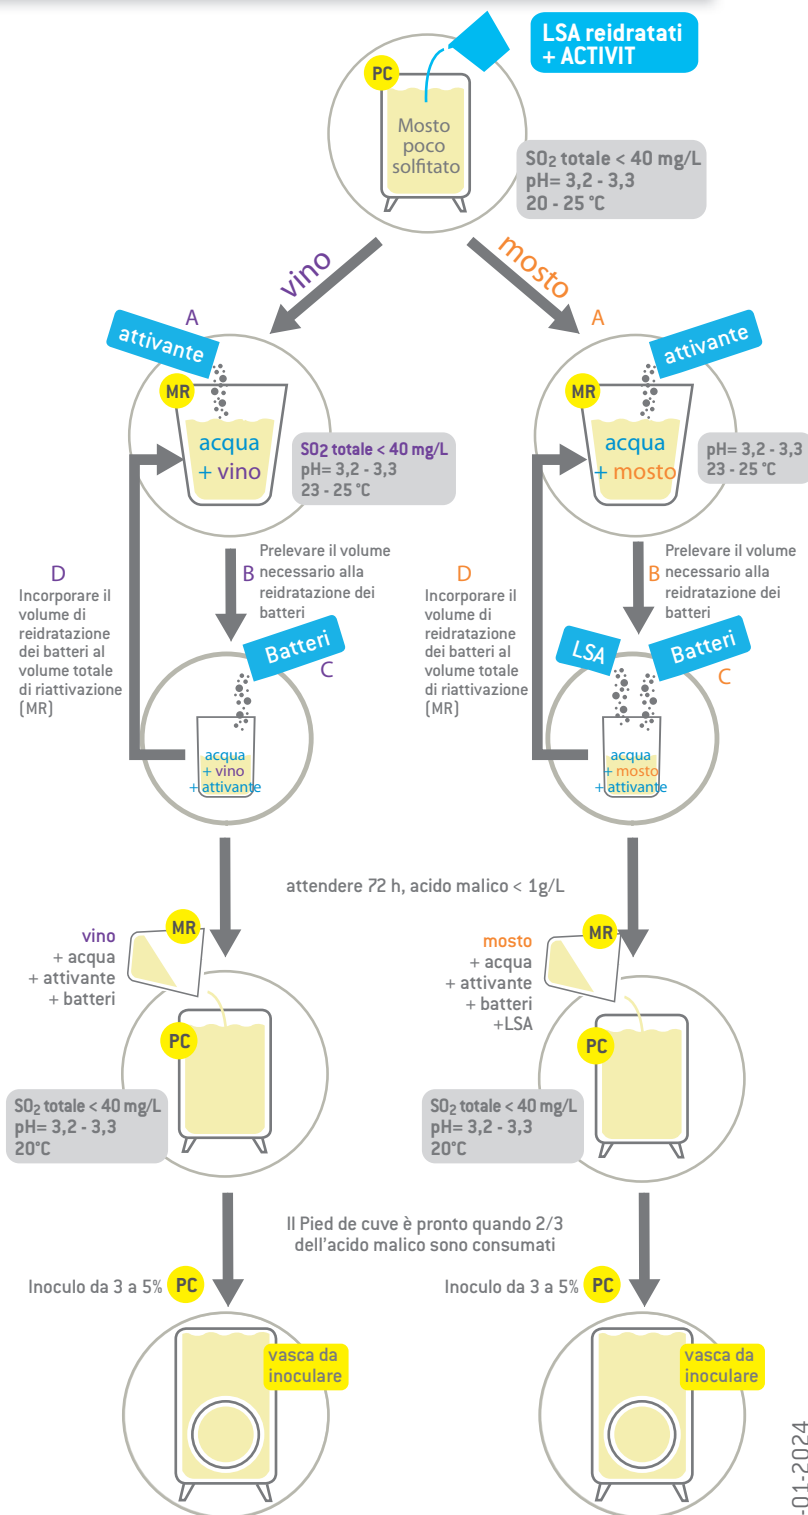 LSA reidratati
+ ACTIVIT
PC
Mosto
poco
solfitato
SO2 totale < 40 mg/L
pH= 3,2 - 3,3
20 - 25 °C
vino
mosto
A
attivante
MR
acqua
+ vino
SO2 totale < 40 mg/L
pH= 3,2 - 3,3
23 - 25 °C
A
attivante
MR
acqua
+ mosto
pH= 3,2 - 3,3
23 - 25 °C
D
Incorporare il
volume di
reidratazione
dei batteri al
volume totale
di riattivazione
(MR)
B
Prelevare il volume
necessario alla
reidratazione dei
batteri
Batteri
C
acqua
+ vino
+ attivante
D
Incorporare il
volume di
reidratazione
dei batteri al
volume totale
di riattivazione
(MR)
B
Prelevare il volume
necessario alla
reidratazione dei
batteri
LSA
Batteri
C
acqua
+ mosto
+ attivante
attendere 72 h, acido malico < 1g/L
vino
+ acqua
+ attivante
+ batteri
MR
PC
SO2 totale < 40 mg/L
pH= 3,2 - 3,3
20°C
mosto
+ acqua
+ attivante
+ batteri
+LSA
MR
PC
SO2 totale < 40 mg/L
pH= 3,2 - 3,3
20°C
Il Pied de cuve è pronto quando 2/3
dell'acido malico sono consumati
Inoculo da 3 a 5% PC
Inoculo da 3 a 5% PC
vasca da
inoculare
vasca da
inoculare
-01-2024